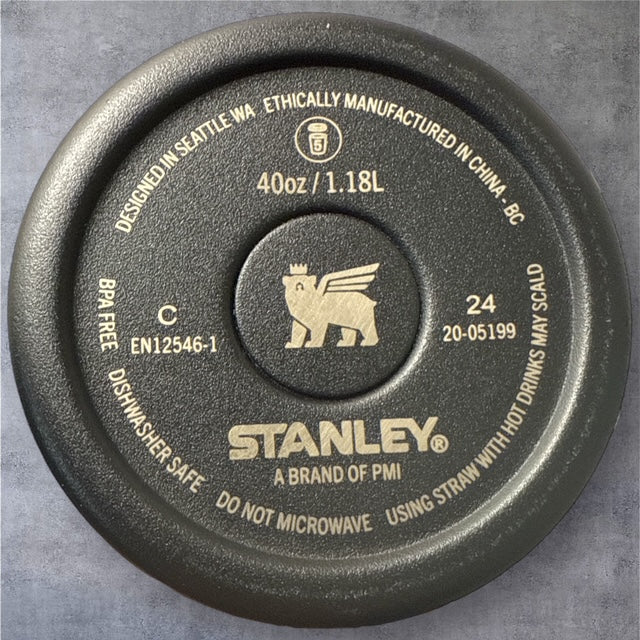 DESIGNED IN SEATTLE WA ETHICALLY MANUFACTURED IN CHINA - BC
5
40oz / 1.18L
C
EN12546-1
24
20-05199
STANLEY®
A BRAND OF PMI
BPA FREE DISHWASHER SAFE DO NOT MICROWAVE USING STRAW WITH HOT DRINKS MAY SCALD